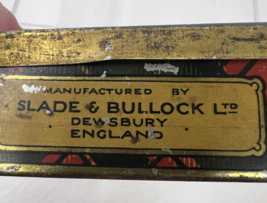 MANUFACTURED BY
SLADE & BULLOCK LTD
DEWSBURY
ENGLAND